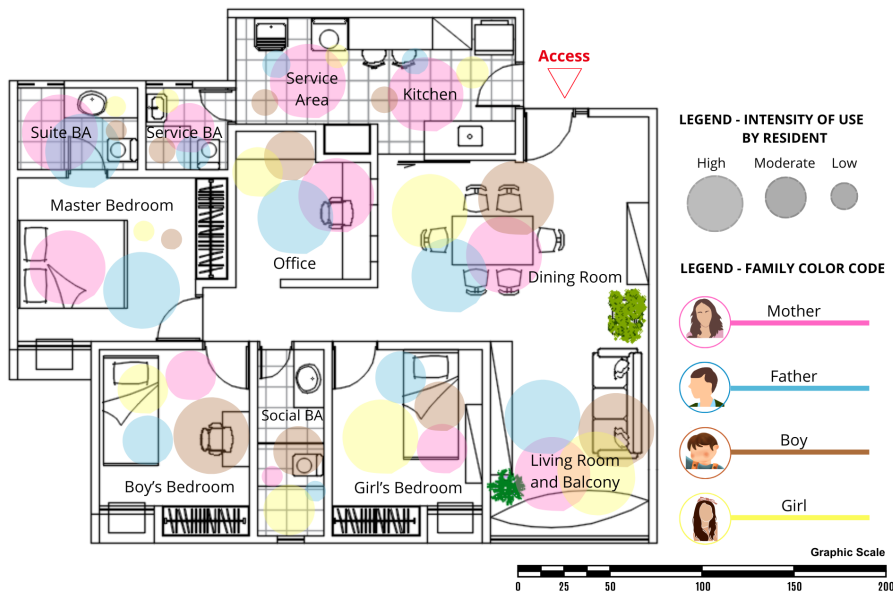 Access
Service
Area
Kitchen
Suite BA
Service BA
Master Bedroom
Office
Dining Room
Social BA
Boy's Bedroom
Girl's Bedroom
Living Room
and Balcony
LEGEND - INTENSITY OF USE
BY RESIDENT
High Moderate Low
LEGEND - FAMILY COLOR CODE
Mother
Father
Boy
Girl
Graphic Scale
0 25 50 100 150 200